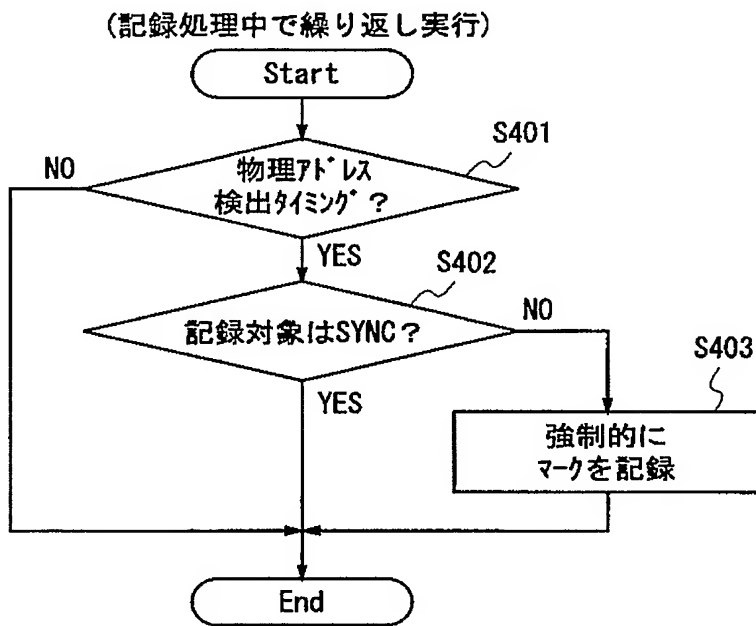 (記録処理中で繰り返し実行)
Start
S401
NO
物理ｱﾄﾞﾚｽ
検出ﾀｲﾐﾝｸﾞ？
YES
S402
記録対象はSYNC？
NO
YES
S403
強制的に
ﾏｰｸを記録
End